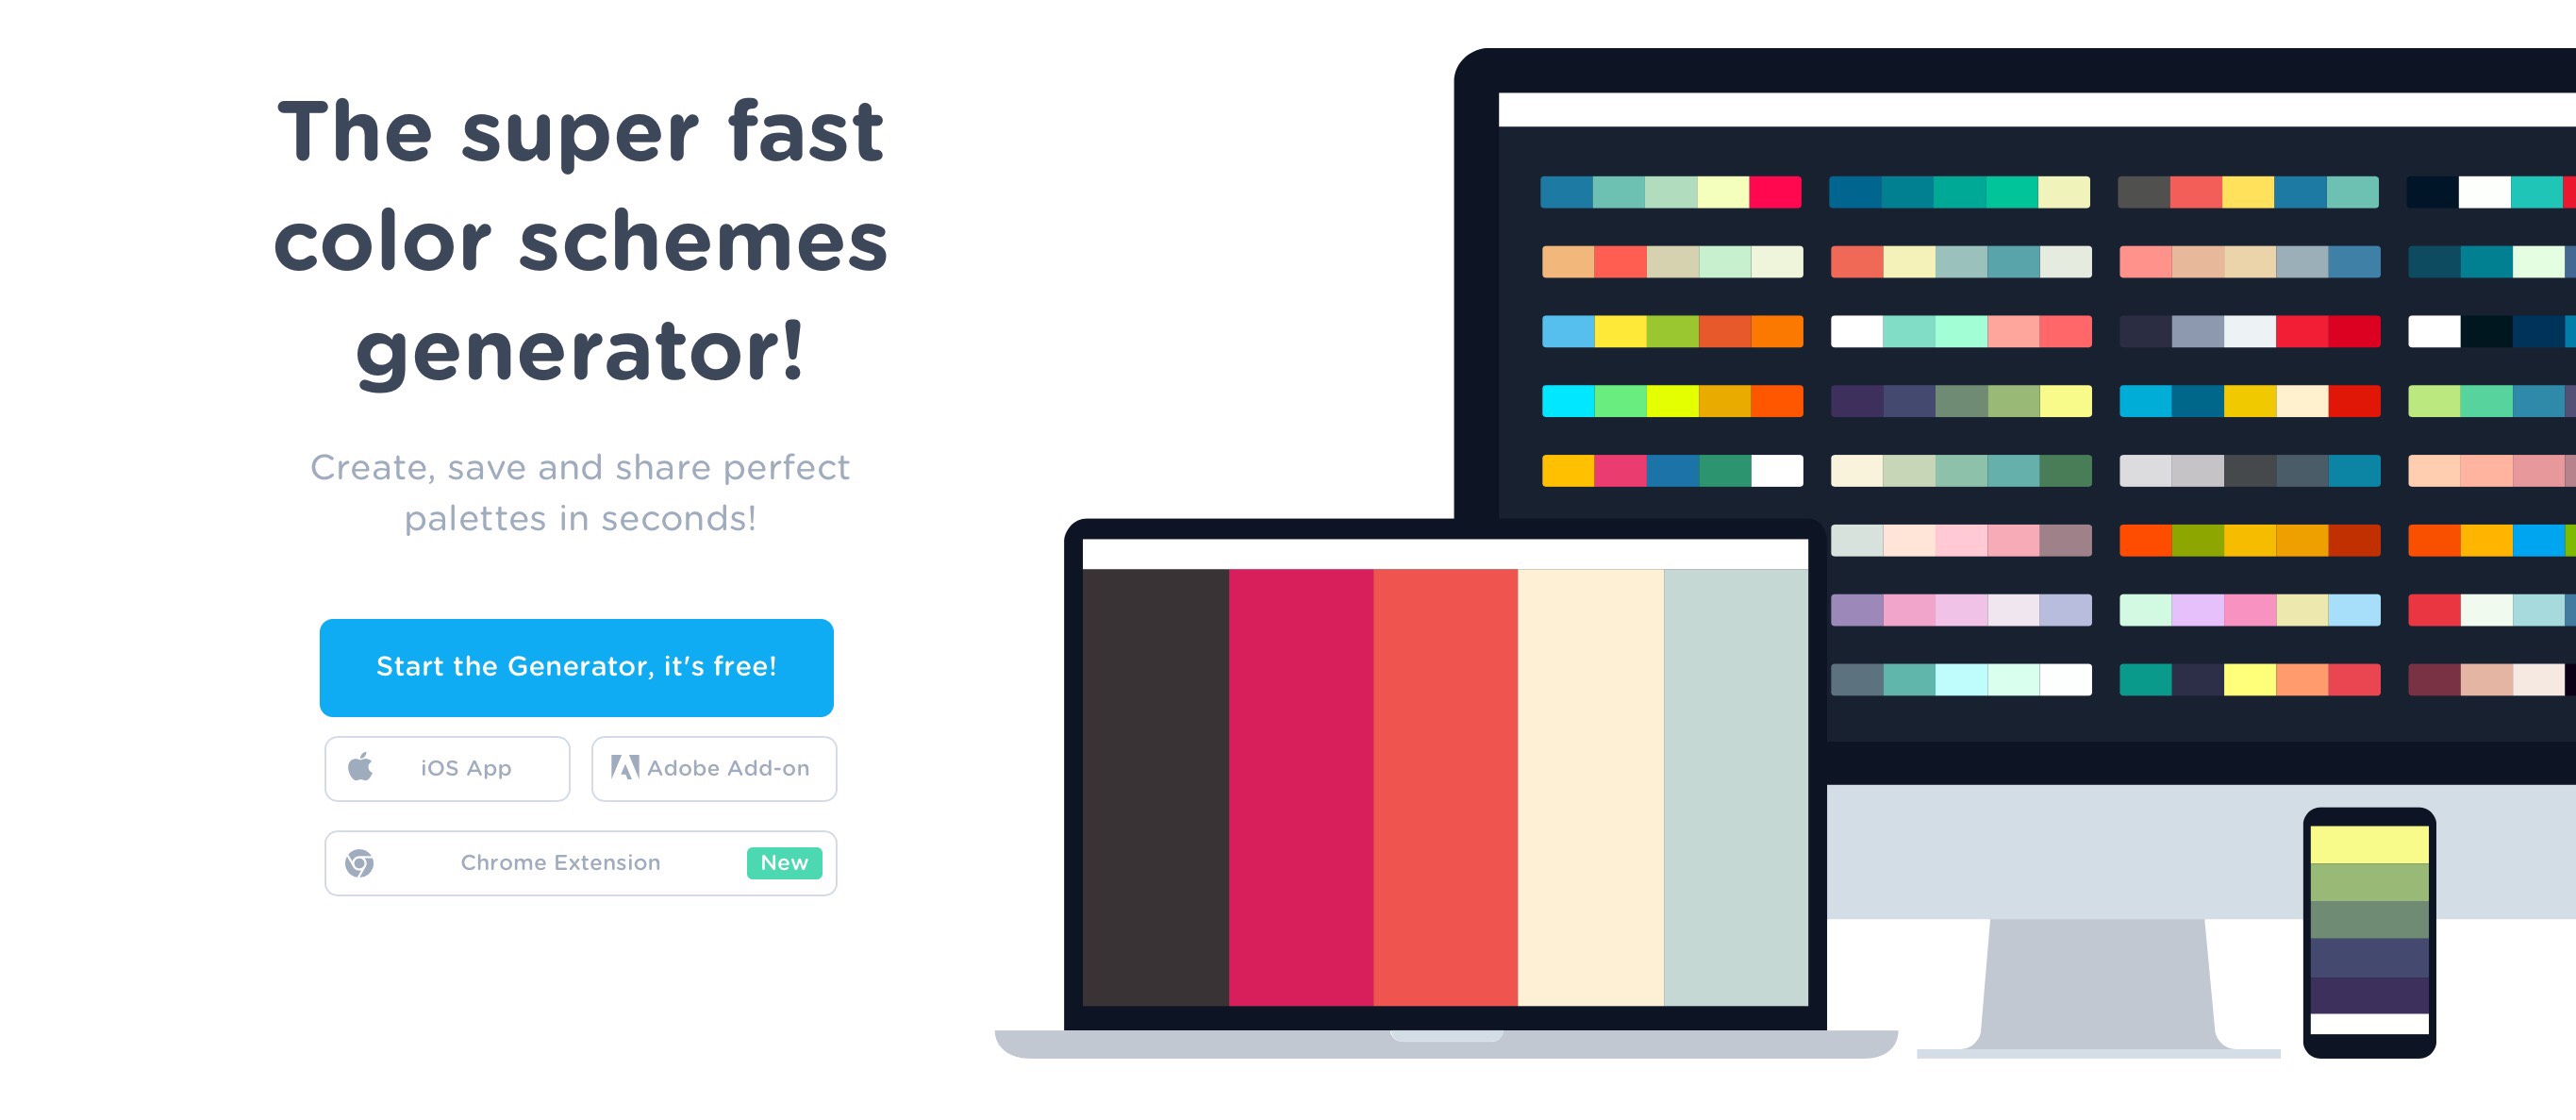 The super fast
color schemes
generator!
Create, save and share perfect
palettes in seconds!
Start the Generator, it's free!
iOS App
Adobe Add-on
Chrome Extension
New